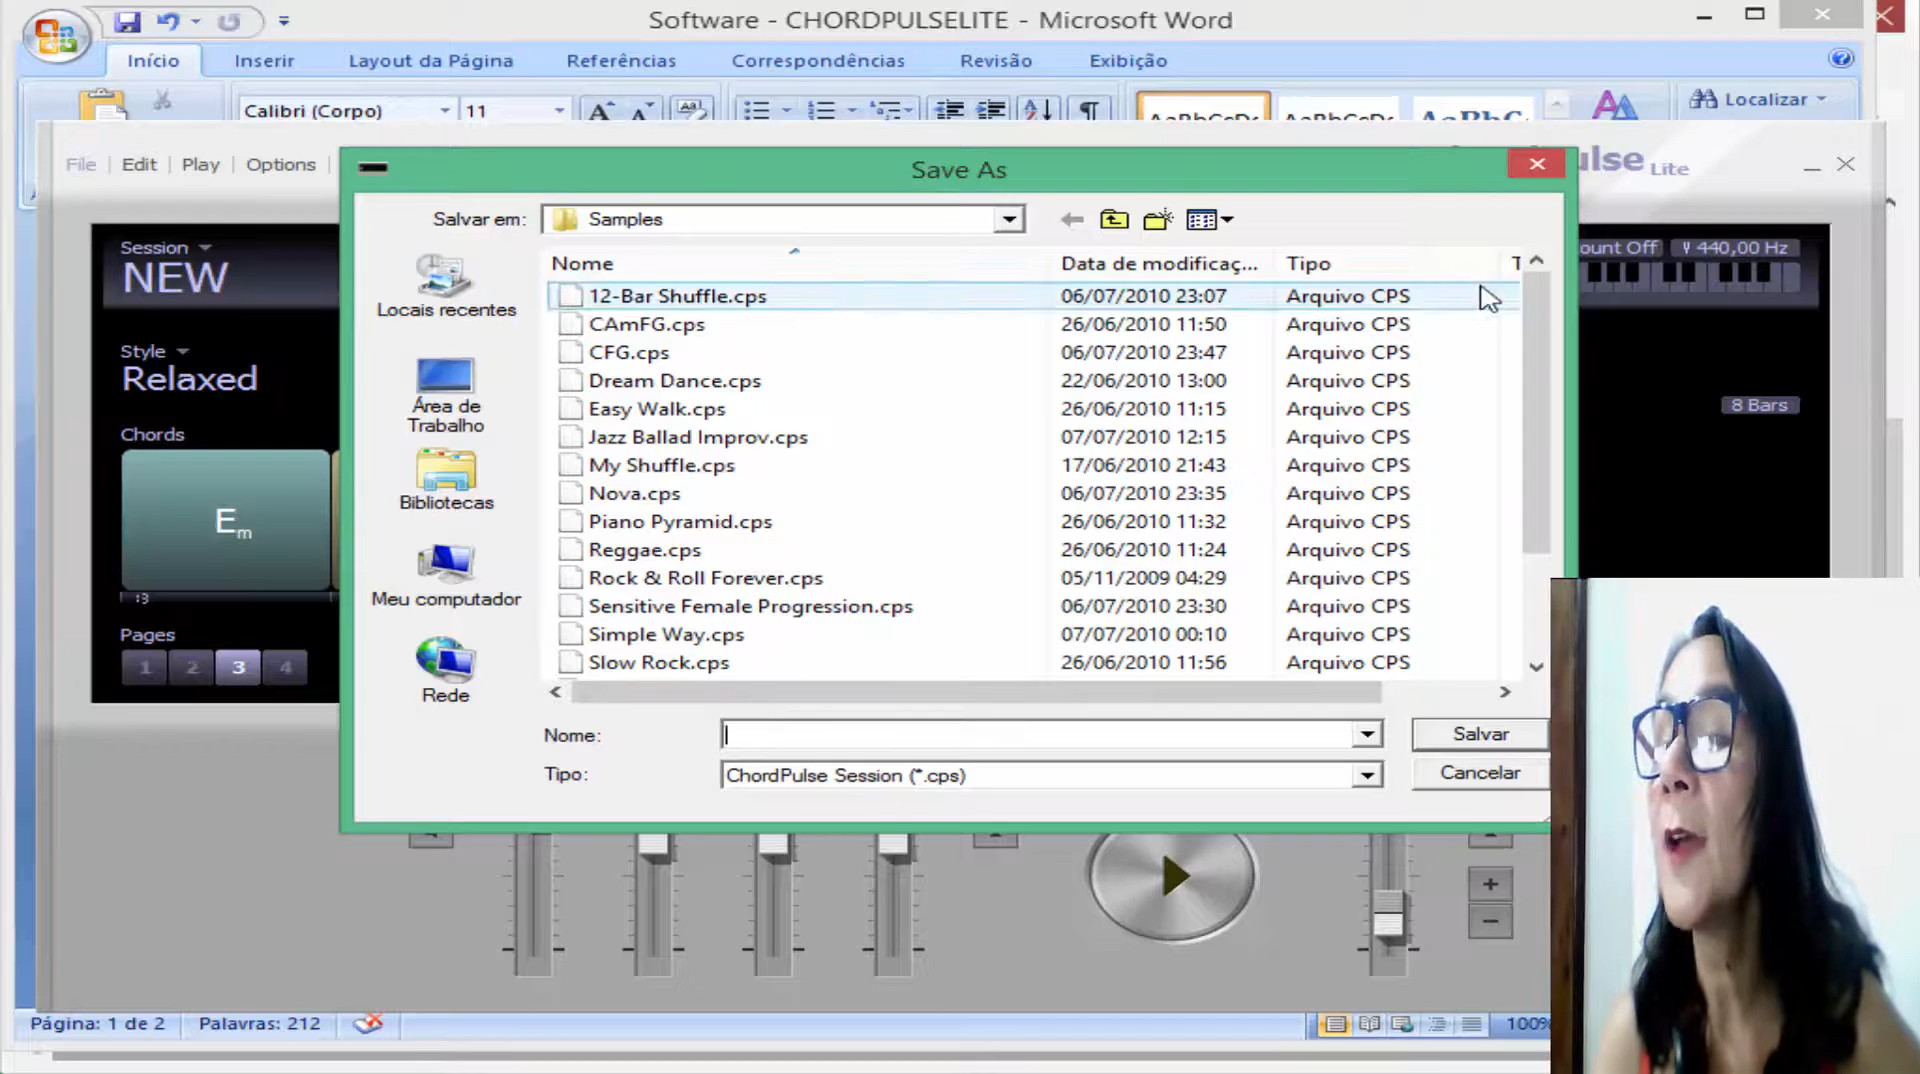 Software - CHORDPULSELITE - Microsoft Word
Início Inserir Layout da Página Referências Correspondências Revisão Exibição
Calibri (Corpo) 11 Localizar
File Edit Play Options
Lite
Save As
Salvar em: Samples
Session
NEW
Style
Relaxed
Chords
Em
:3
Pages
1 2 3 4
Locais recentes
Área de
Trabalho
Bibliotecas
Meu computador
Rede
Nome Data de modificaç... Tipo T
12-Bar Shuffle.cps 06/07/2010 23:07 Arquivo CPS
CAmFG.cps 26/06/2010 11:50 Arquivo CPS
CFG.cps 06/07/2010 23:47 Arquivo CPS
Dream Dance.cps 22/06/2010 13:00 Arquivo CPS
Easy Walk.cps 26/06/2010 11:15 Arquivo CPS
Jazz Ballad Improv.cps 07/07/2010 12:15 Arquivo CPS
My Shuffle.cps 17/06/2010 21:43 Arquivo CPS
Nova.cps 06/07/2010 23:35 Arquivo CPS
Piano Pyramid.cps 26/06/2010 11:32 Arquivo CPS
Reggae.cps 26/06/2010 11:24 Arquivo CPS
Rock & Roll Forever.cps 05/11/2009 04:29 Arquivo CPS
Sensitive Female Progression.cps 06/07/2010 23:30 Arquivo CPS
Simple Way.cps 07/07/2010 00:10 Arquivo CPS
Slow Rock.cps 26/06/2010 11:56 Arquivo CPS
Nome: Salvar
Tipo: ChordPulse Session (*.cps) Cancelar
ount Off 440,00 Hz
8 Bars
Página: 1 de 2 Palavras: 212 100%